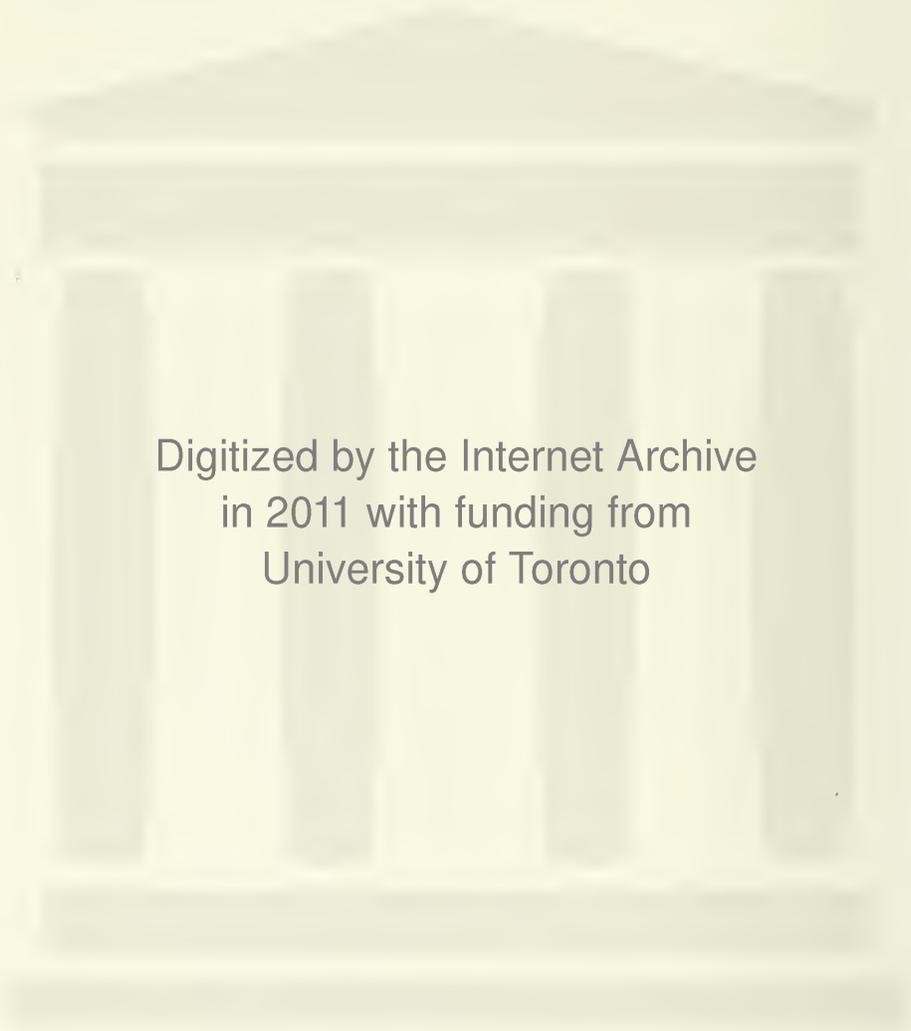 Digitized by the Internet Archive
in 2011 with funding from
University of Toronto